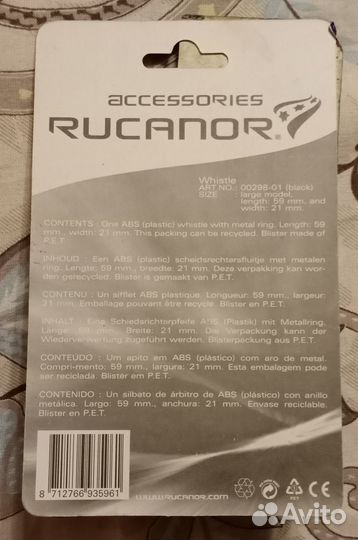 accessories
RUCANOR
Whistle
ART NO.: 00298-01 (black)
SIZE : large model,
length: 59 mm. and
width: 21 mm.
CONTENTS : One ABS (plastic) whistle with metal ring. Length: 59
mm., width: 21 mm. This packing can be recycled. Blister made of
P.E.T.
INHOUD : Een ABS (plastic) scheidsrechtersfluitje met metalen
ring. Lengte: 59 mm., breedte: 21 mm. Deze verpakking kan wor-
den gerecycled. Blister is gemaakt van P.E.T.
CONTENU : Un sifflet ABS plastique. Longueur: 59 mm., largeur:
21 mm. Emballage pouvant être recyclé. Blister en P.E.T.
INHALT : Eine Schiedsrichterpfeife ABS (Plastik) mit Metallring.
Länge: 59 mm., Breite: 21 mm. Die Verpackung kann der
Wiederverwertung zugeführt werden. Blisterpackung aus P.E.T.
CONTEÚDO : Um apito em ABS (plástico) com aro de metal.
Compri-mento: 59 mm., largura: 21 mm. Esta embalagem pode
ser reciclada. Blister em P.E.T.
CONTENIDO : Un silbato de árbitro de ABS (plástico) con anillo
metálica. Largo: 59 mm., anchura: 21 mm. Envase reciclable.
Blister en P.E.T.
8 712766 935961
www.rucanor.com
PET
Avito